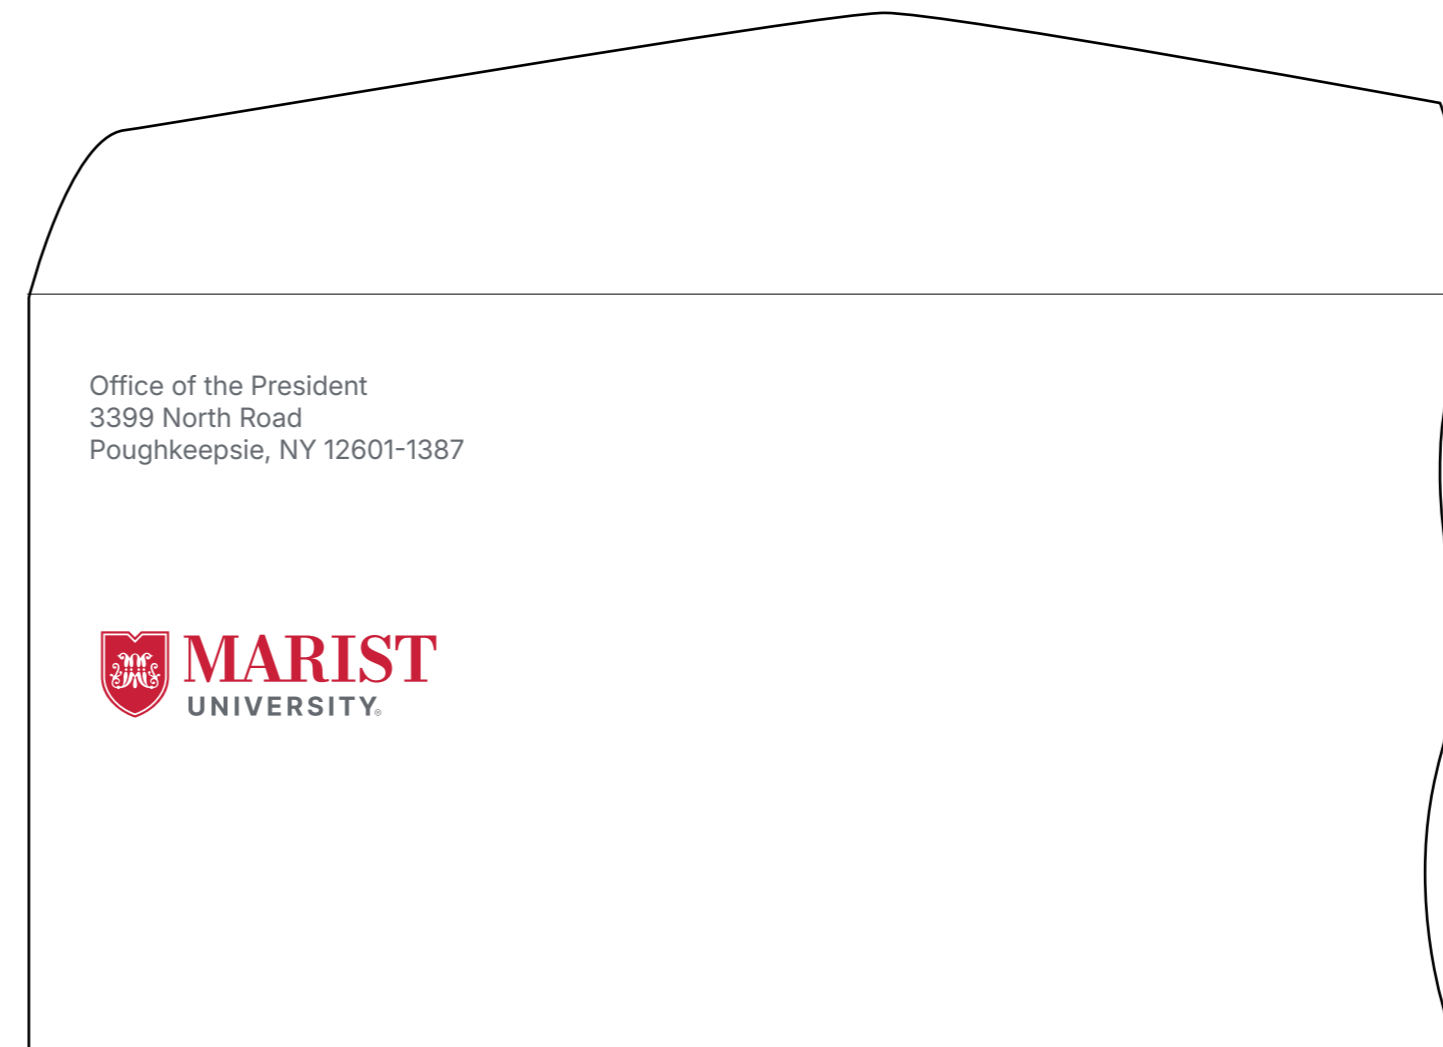 Office of the President
3399 North Road
Poughkeepsie, NY 12601-1387
MARIST
UNIVERSITY®